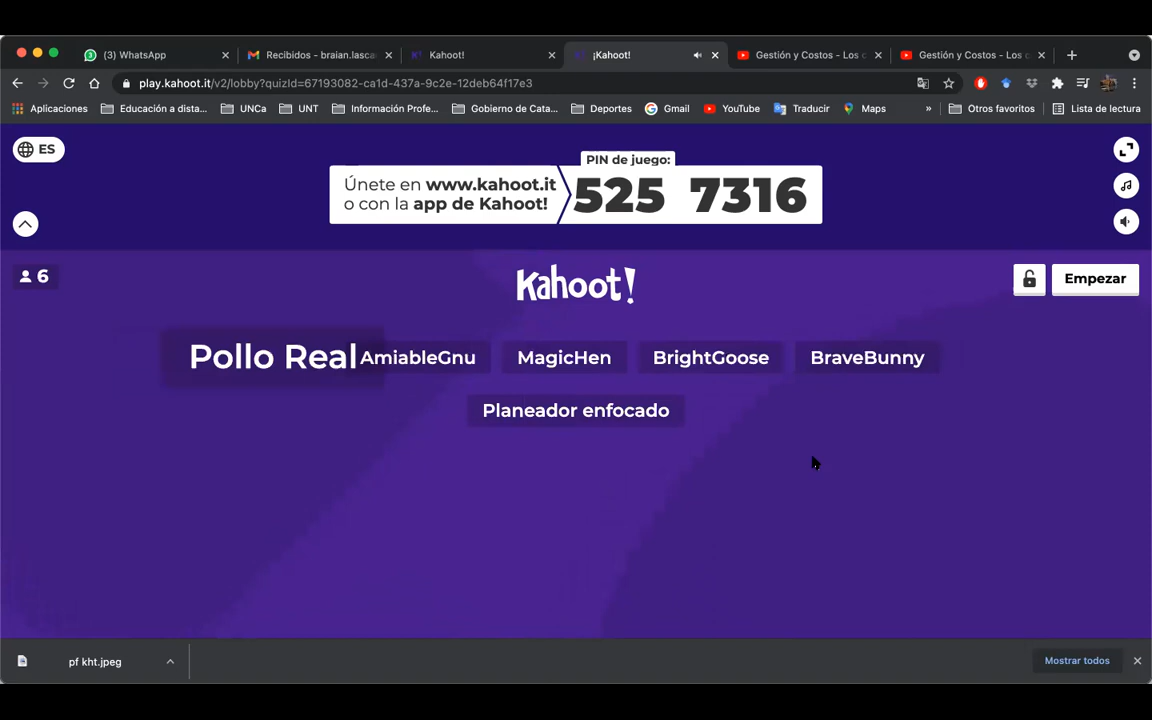 (3) WhatsApp
Recibidos - braian.lasca
Kahoot!
¡Kahoot!
Gestión y Costos - Los c
Gestión y Costos - Los c
play.kahoot.it/v2/lobby?quizId=67193082-ca1d-437a-9c2e-12deb64f17e3
Aplicaciones
Educación a dista...
UNCa
UNT
Información Profe...
Gobierno de Cata...
Deportes
Gmail
YouTube
Traducir
Maps
»
Otros favoritos
Lista de lectura
ES
PIN de juego:
Únete en www.kahoot.it
o con la app de Kahoot!
525 7316
6
Kahoot!
Empezar
Pollo Real
AmiableGnu
MagicHen
BrightGoose
BraveBunny
Planeador enfocado
pf kht.jpeg
Mostrar todos